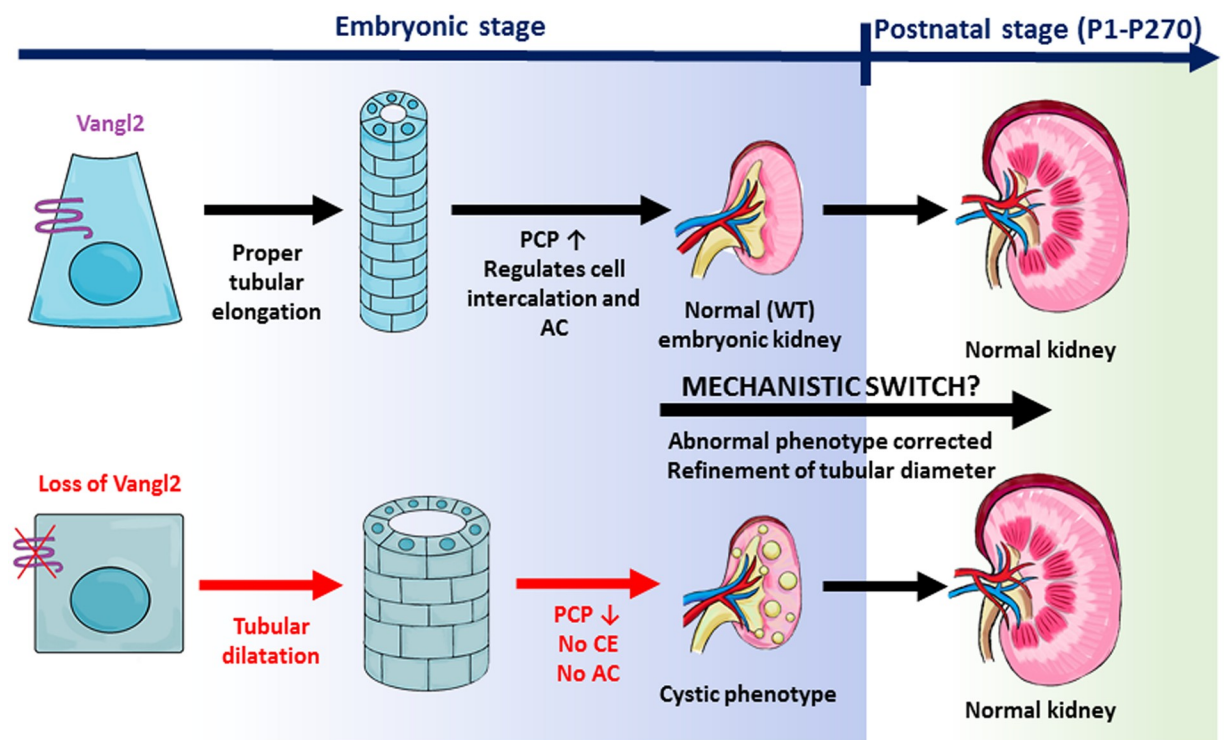 Embryonic stage
Postnatal stage (P1-P270)
Vangl2
Proper
tubular
elongation
PCP ↑
Regulates cell
intercalation and
AC
Normal (WT)
embryonic kidney
Normal kidney
MECHANISTIC SWITCH?
Abnormal phenotype corrected
Refinement of tubular diameter
Loss of Vangl2
Tubular
dilatation
PCP ↓
No CE
No AC
Cystic phenotype
Normal kidney